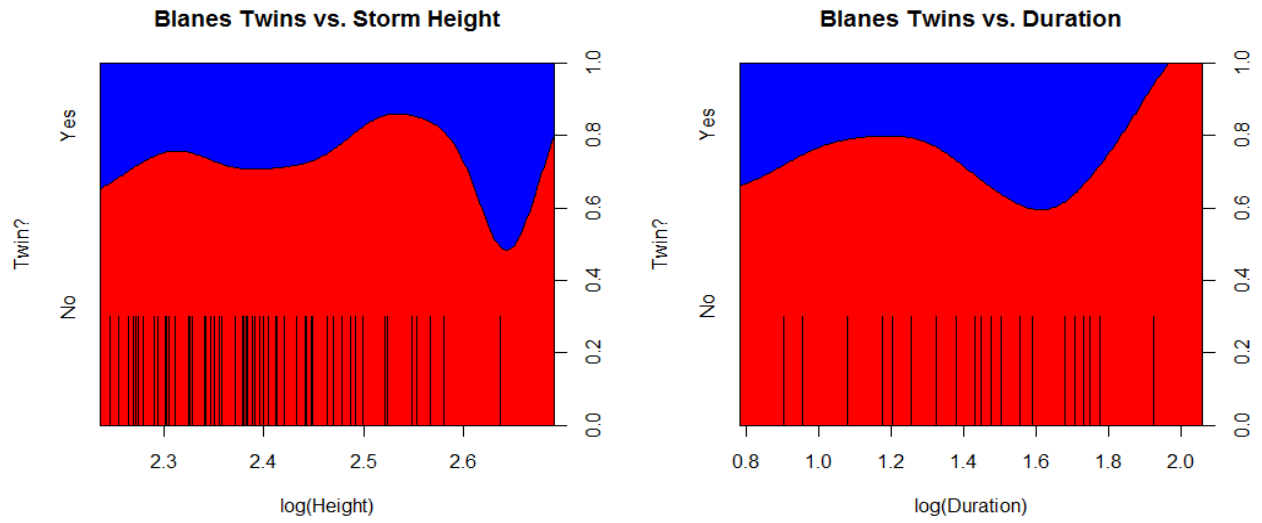 Blanes Twins vs. Storm Height
Twin?
No
Yes
0.0
0.2
0.4
0.6
0.8
1.0
2.3
2.4
2.5
2.6
log(Height)
Blanes Twins vs. Duration
Twin?
No
Yes
0.0
0.2
0.4
0.6
0.8
1.0
0.8
1.0
1.2
1.4
1.6
1.8
2.0
log(Duration)